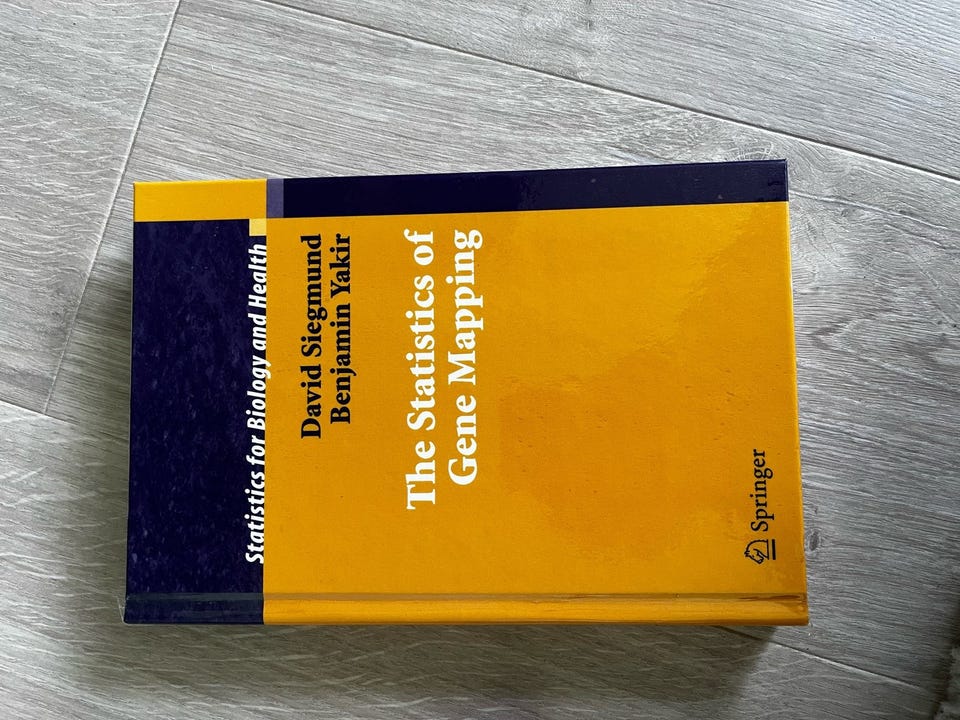 Statistics for Biology and Health
David Siegmund
Benjamin Yakir
The Statistics of
Gene Mapping
Springer